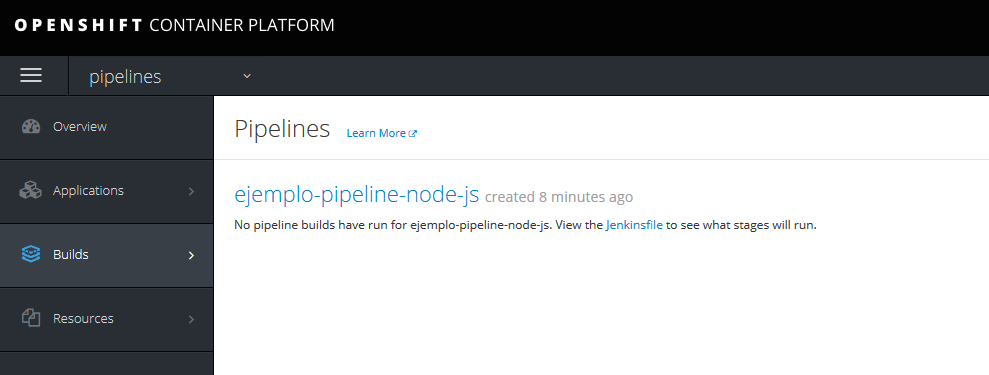 OPENSHIFT CONTAINER PLATFORM
pipelines
Overview
Applications
Builds
Resources
Pipelines Learn More
ejemplo-pipeline-node-js created 8 minutes ago
No pipeline builds have run for ejemplo-pipeline-node-js. View the Jenkinsfile to see what stages will run.